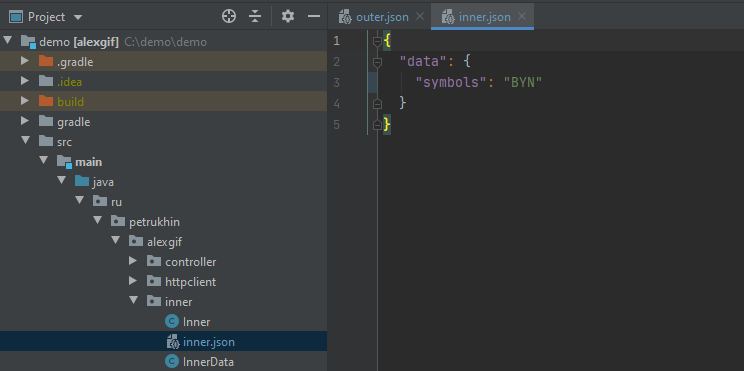 Project
demo [alexgif] C:\demo\demo
.gradle
.idea
build
gradle
src
main
java
ru
petrukhin
alexgif
controller
httpclient
inner
Inner
inner.json
InnerData
outer.json
inner.json
1 {
2 "data": {
3 "symbols": "BYN"
4 }
5 }